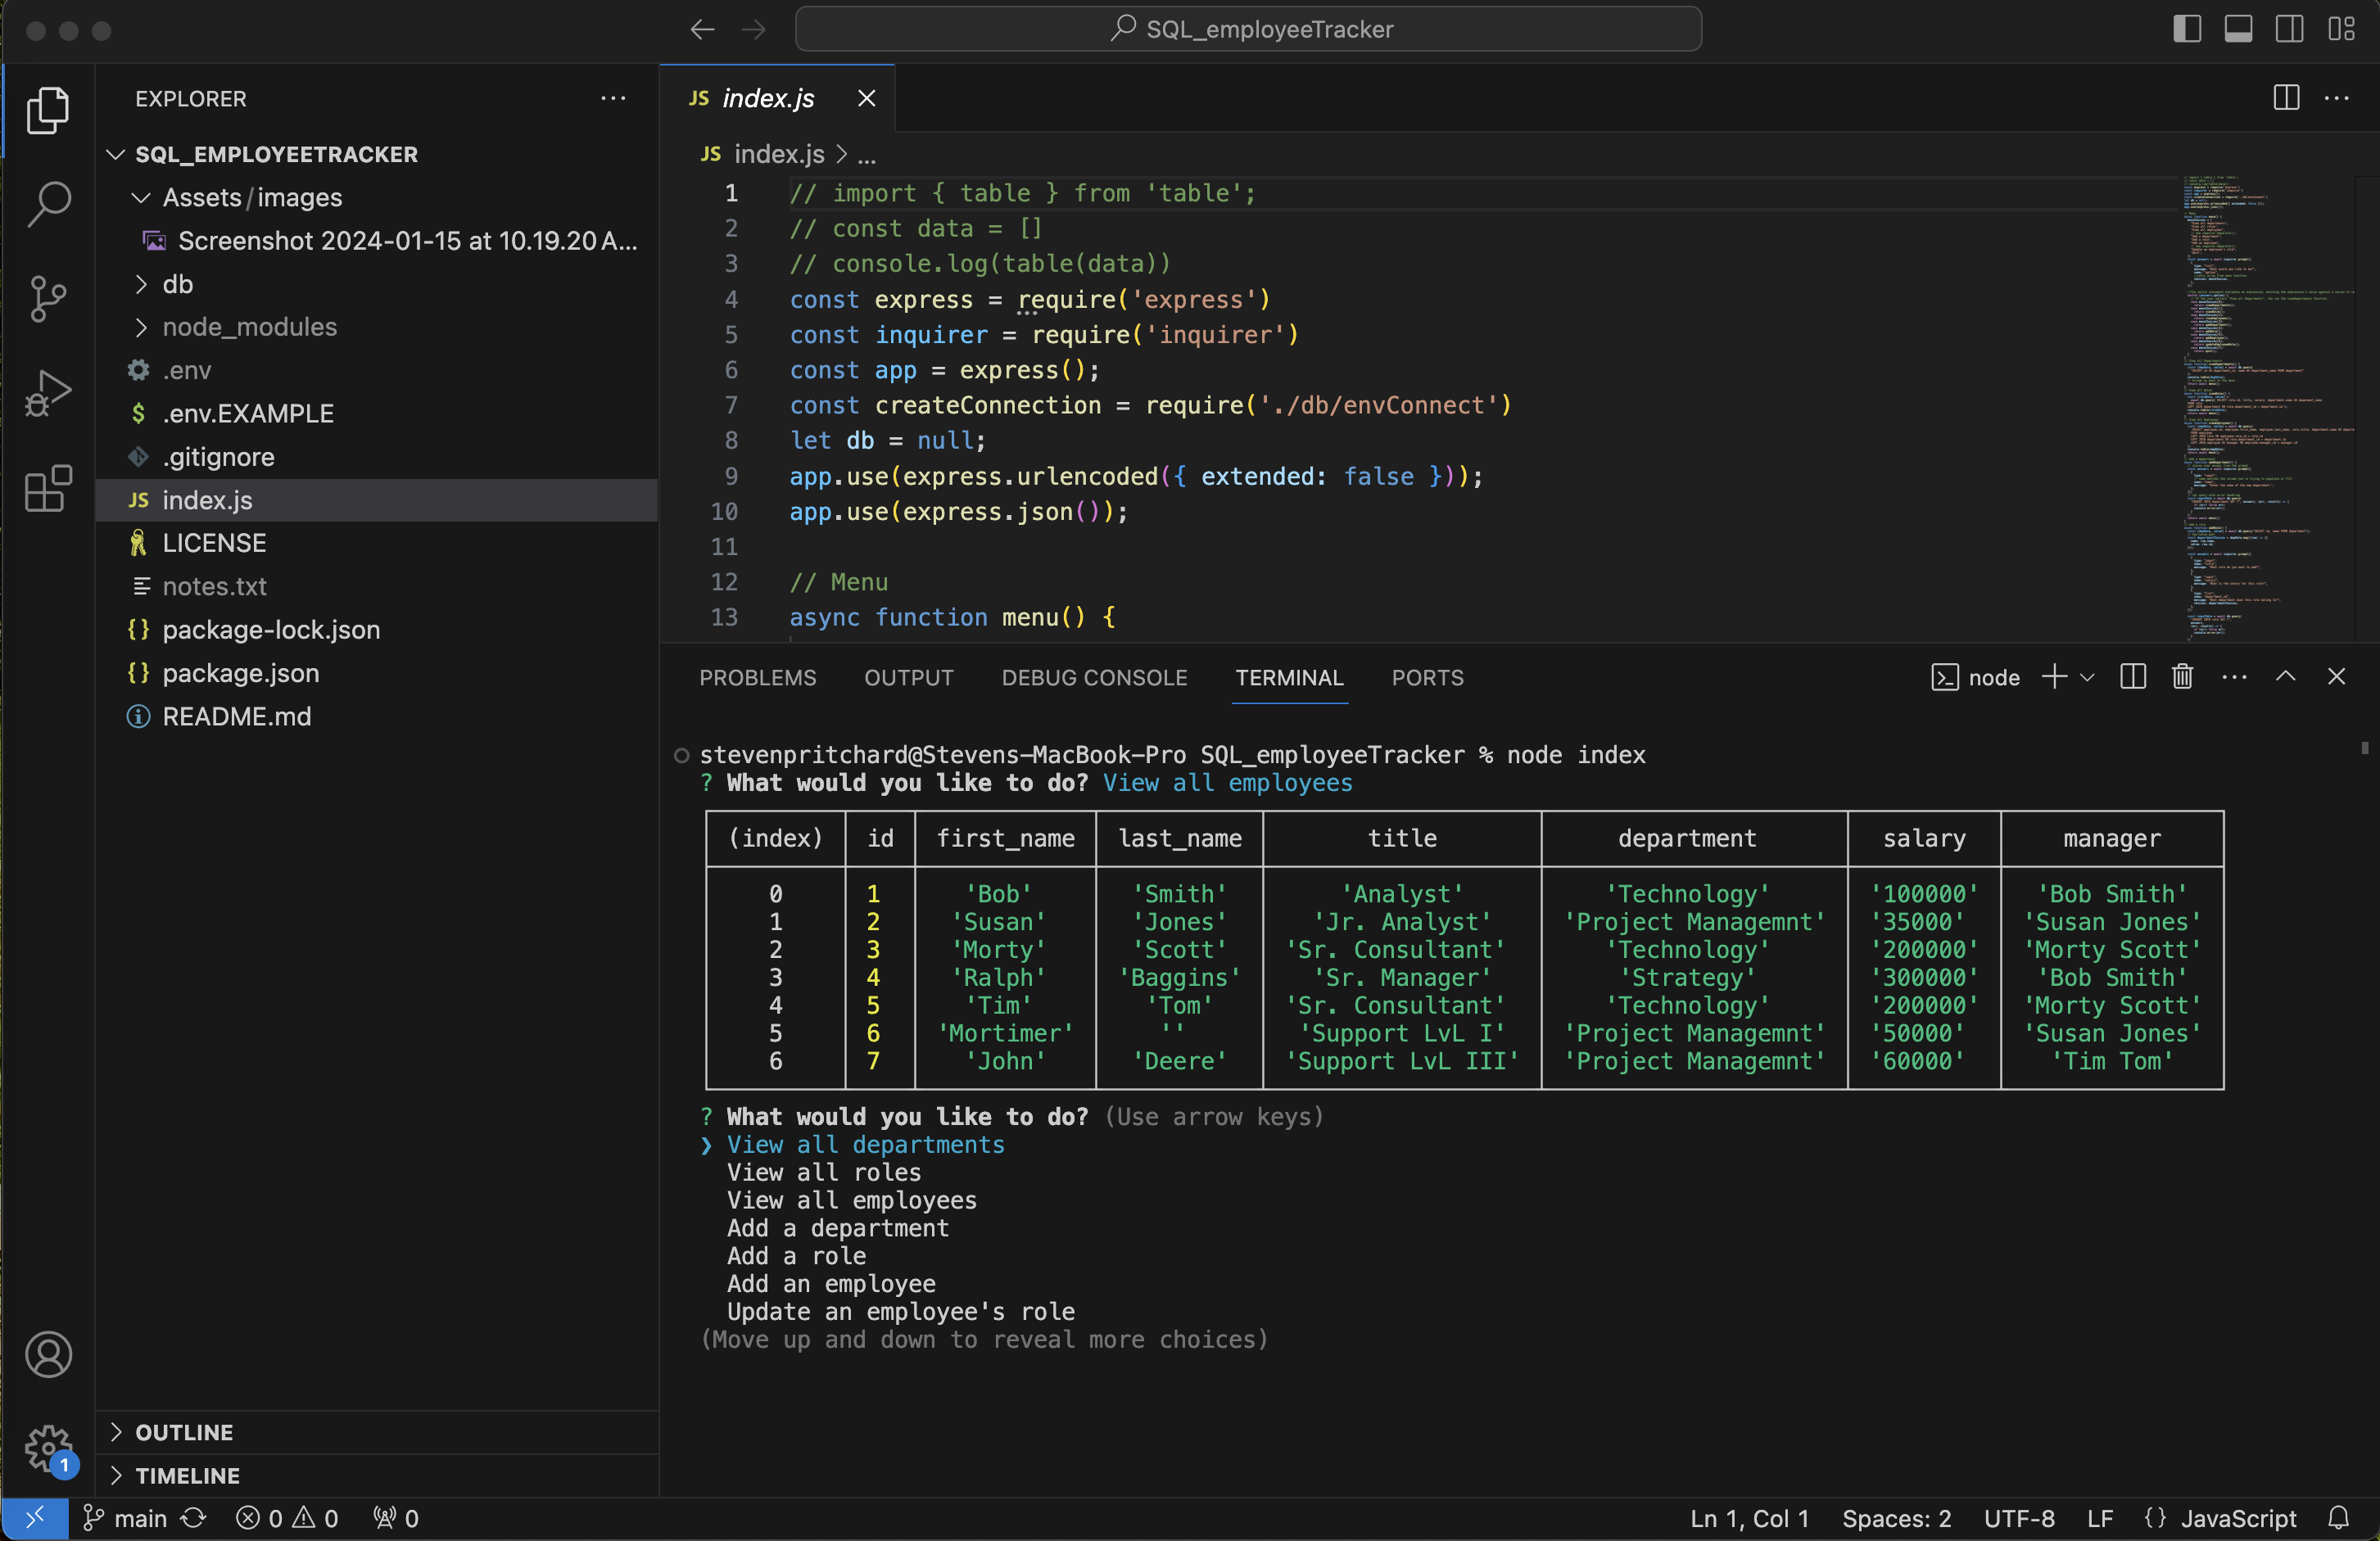 SQL_employeeTracker
EXPLORER
SQL_EMPLOYEETRACKER
Assets/images
Screenshot 2024-01-15 at 10.19.20 A...
db
node_modules
.env
$ .env.EXAMPLE
.gitignore
JS index.js
LICENSE
notes.txt
{} package-lock.json
{} package.json
README.md
OUTLINE
TIMELINE
JS index.js
JS index.js > ...
1 // import { table } from 'table';
2 // const data = []
3 // console.log(table(data))
4 const express = require('express')
5 const inquirer = require('inquirer')
6 const app = express();
7 const createConnection = require('./db/envConnect')
8 let db = null;
9 app.use(express.urlencoded({ extended: false }));
10 app.use(express.json());
11
12 // Menu
13 async function menu() {
PROBLEMS OUTPUT DEBUG CONSOLE TERMINAL PORTS node
stevenpritchard@Stevens-MacBook-Pro SQL_employeeTracker % node index
? What would you like to do? View all employees
(index) id first_name last_name title department salary manager
0 1 'Bob' 'Smith' 'Analyst' 'Technology' '100000' 'Bob Smith'
1 2 'Susan' 'Jones' 'Jr. Analyst' 'Project Managemnt' '35000' 'Susan Jones'
2 3 'Morty' 'Scott' 'Sr. Consultant' 'Technology' '200000' 'Morty Scott'
3 4 'Ralph' 'Baggins' 'Sr. Manager' 'Strategy' '300000' 'Bob Smith'
4 5 'Tim' 'Tom' 'Sr. Consultant' 'Technology' '200000' 'Morty Scott'
5 6 'Mortimer' '' 'Support LvL I' 'Project Managemnt' '50000' 'Susan Jones'
6 7 'John' 'Deere' 'Support LvL III' 'Project Managemnt' '60000' 'Tim Tom'
? What would you like to do? (Use arrow keys)
❯ View all departments
View all roles
View all employees
Add a department
Add a role
Add an employee
Update an employee's role
(Move up and down to reveal more choices)
1
main 0 0 0 Ln 1, Col 1 Spaces: 2 UTF-8 LF {} JavaScript